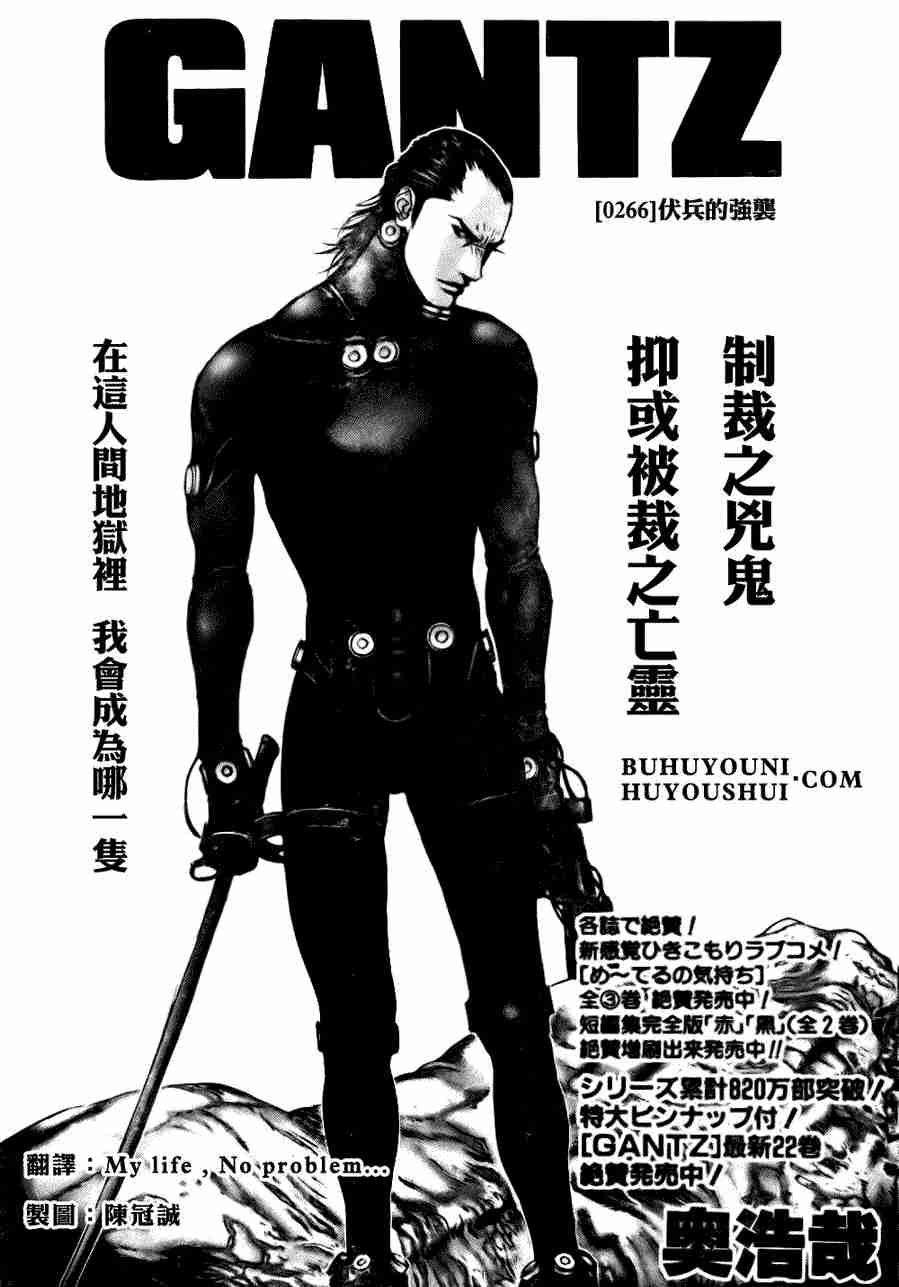 GANTZ
[0266]伏兵的強襲
制裁之兇鬼
抑或被裁之亡靈
在這人間地獄裡 我會成為哪一隻
BUHUYOUNI
HUYOUSHUI.COM
各誌で絶賛!
新感覚ひきこもりラブコメ!
[め〜てるの気持ち]
全③巻 絶賛発売中!
短編集完全版「赤」「黒」(全2巻)
絶賛増刷出来発売中!!
シリーズ累計820万部突破!
特大ピンナップ付!
[GANTZ]最新22巻
絶賛発売中!
翻譯:My life , No problem...
製圖:陳冠誠
奥浩哉